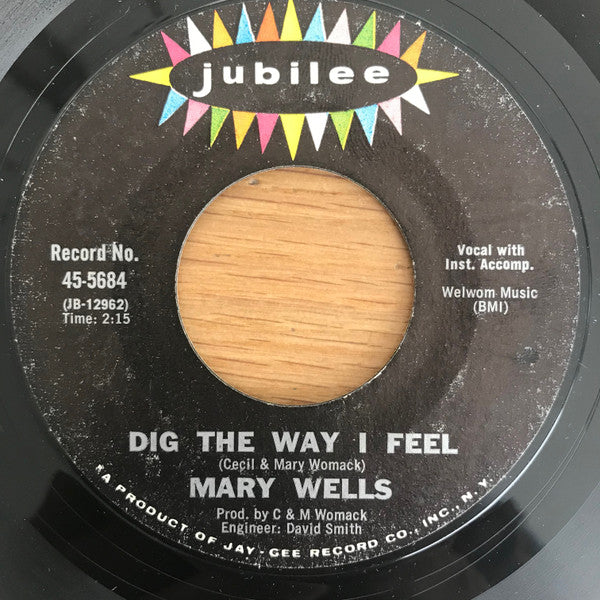 jubilee
Record No.
45-5684
(JB-12962)
Time: 2:15
Vocal with
Inst. Accomp.
Welwom Music
(BMI)
DIG THE WAY I FEEL
(Cecil & Mary Womack)
MARY WELLS
Prod. by C & M Womack
Engineer: David Smith
A PRODUCT OF JAY-GEE RECORD CO., INC., N.Y.